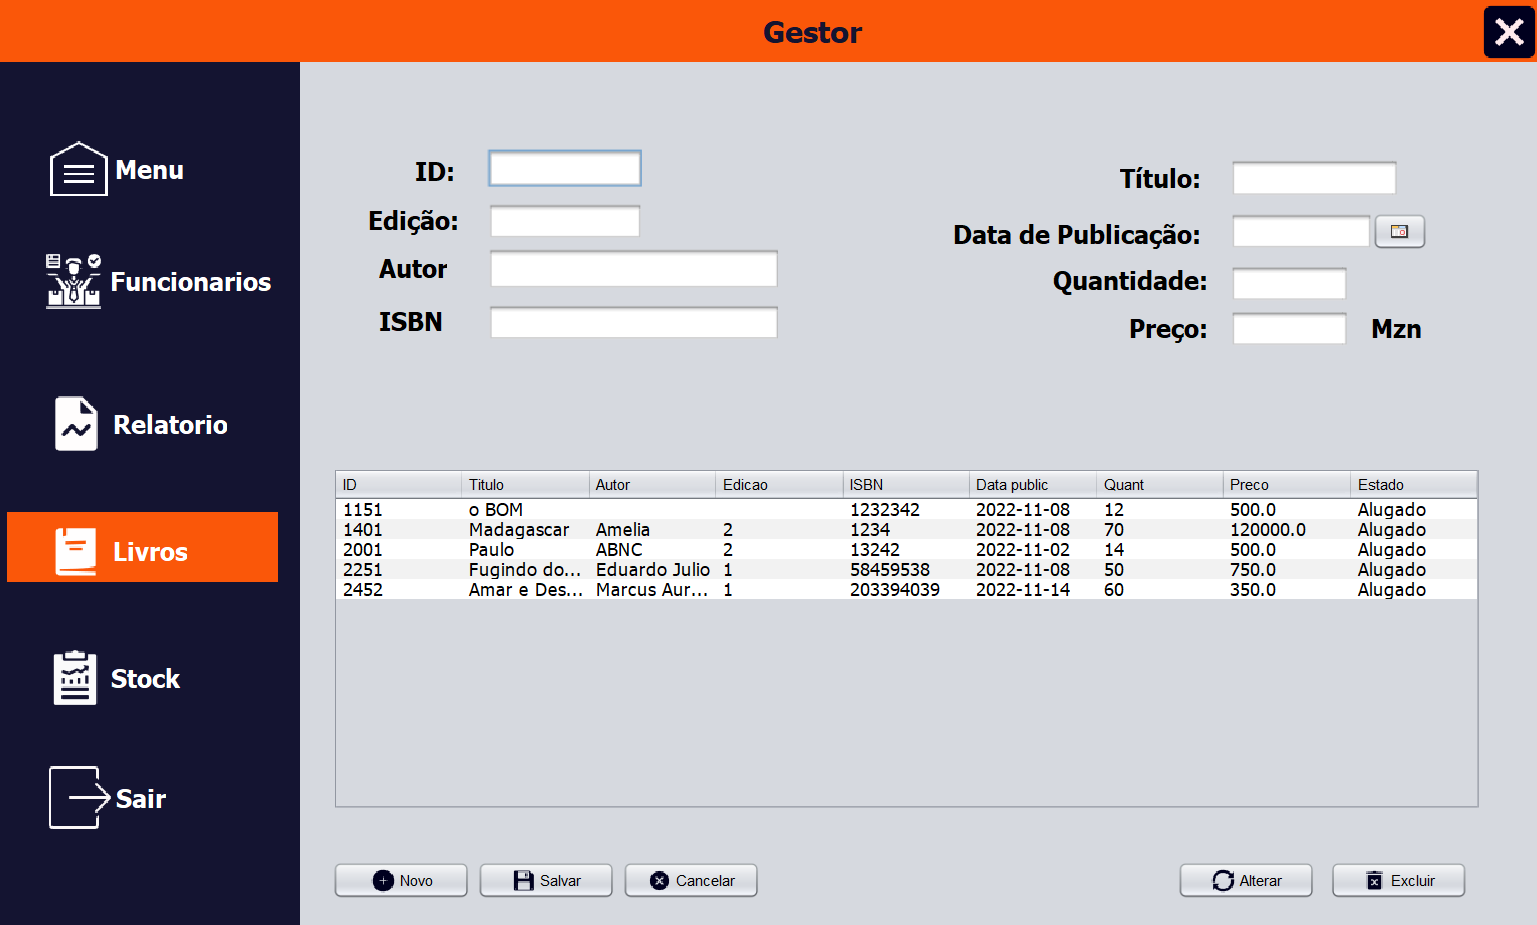 Gestor
Menu
Funcionarios
Relatorio
Livros
Stock
Sair
ID:
Edição:
Autor
ISBN
Título:
Data de Publicação:
Quantidade:
Preço: Mzn
ID Titulo Autor Edicao ISBN Data public Quant Preco Estado
1151 o BOM 1232342 2022-11-08 12 500.0 Alugado
1401 Madagascar Amelia 2 1234 2022-11-08 70 120000.0 Alugado
2001 Paulo ABNC 2 13242 2022-11-02 14 500.0 Alugado
2251 Fugindo do... Eduardo Julio 1 58459538 2022-11-08 50 750.0 Alugado
2452 Amar e Des... Marcus Aur... 1 203394039 2022-11-14 60 350.0 Alugado
Novo Salvar Cancelar Alterar Excluir